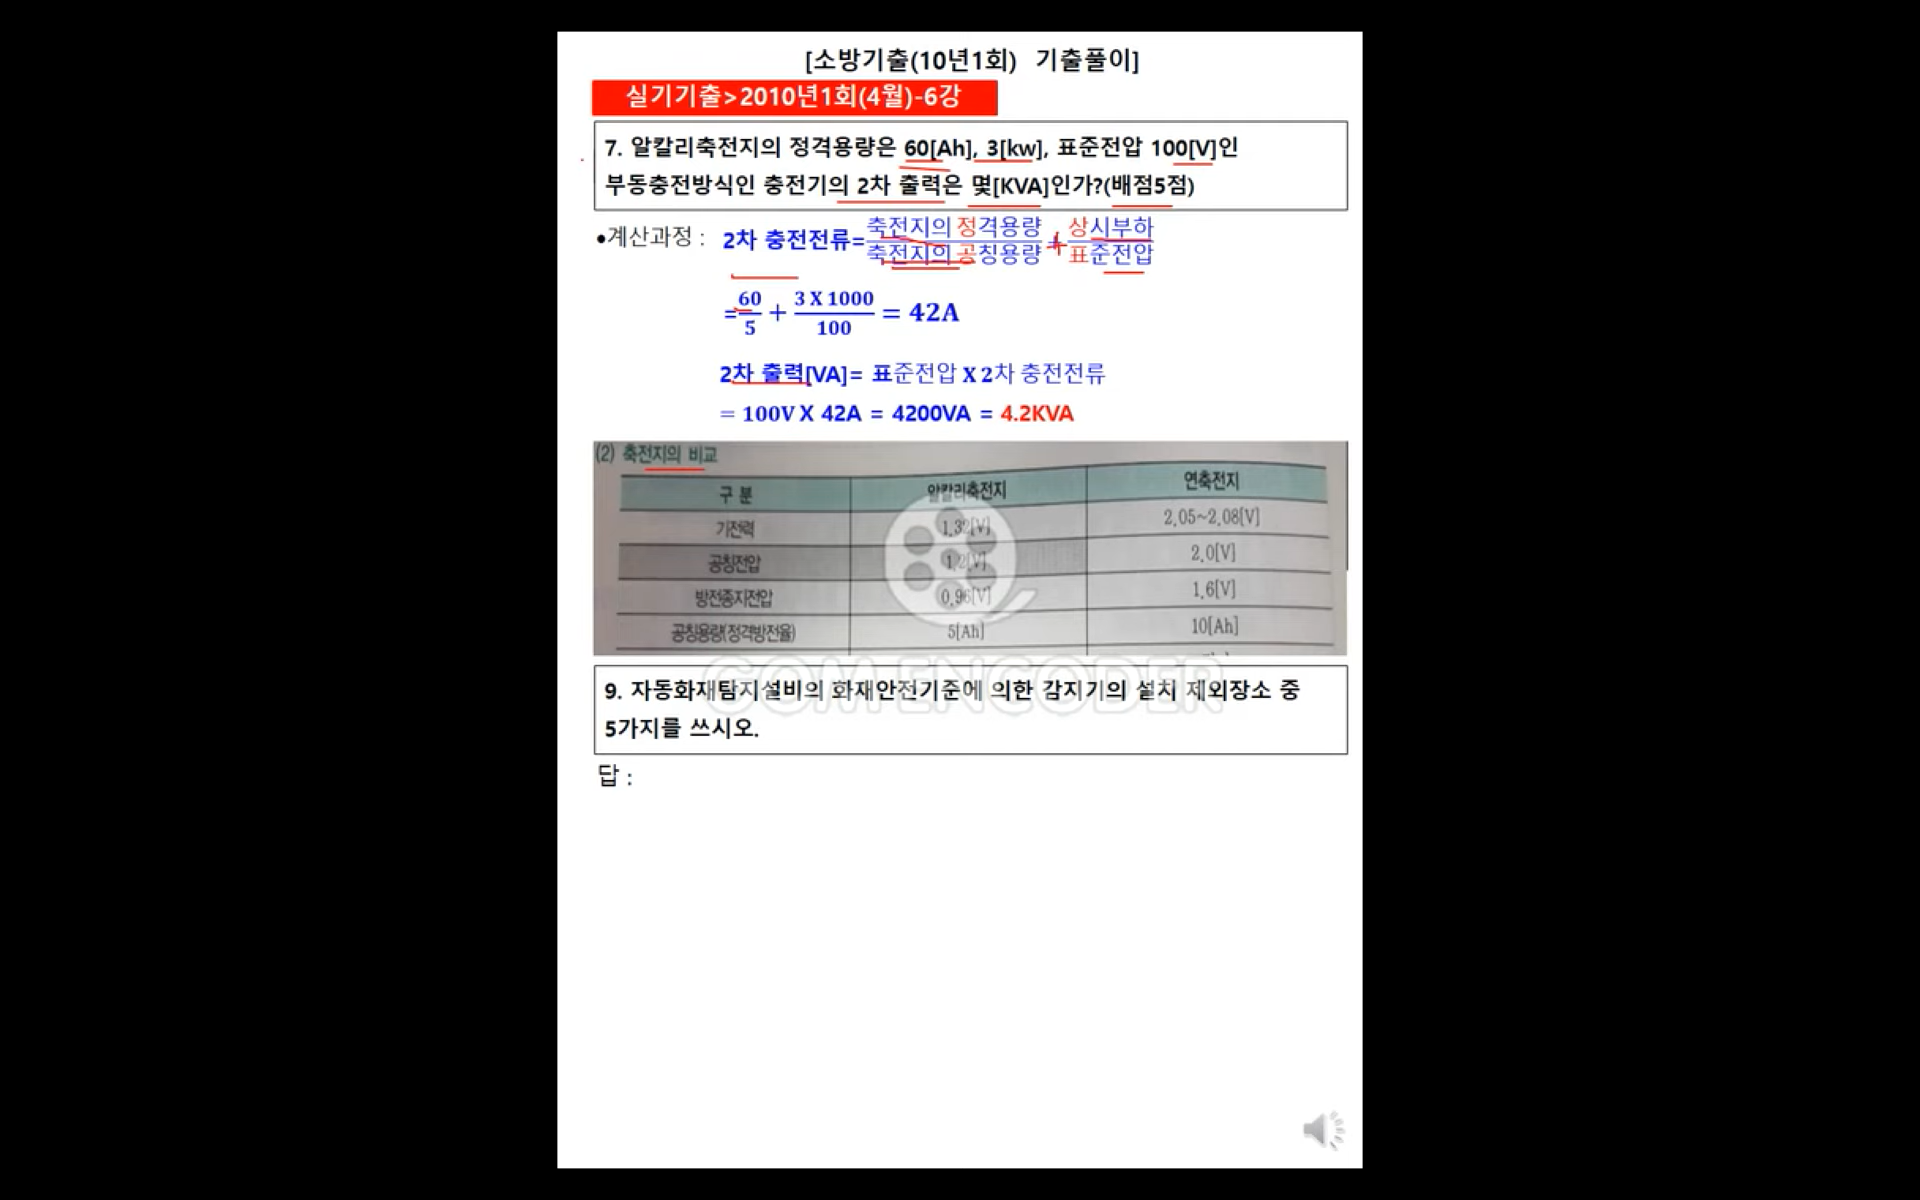 [소방기출(10년1회) 기출풀이]
실기기출>2010년1회(4월)-6강
7. 알칼리축전지의 정격용량은 60[Ah], 3[kw], 표준전압 100[V]인
부동충전방식인 충전기의 2차 출력은 몇[KVA]인가?(배점5점)
•계산과정 : 2차 충전전류=축전지의 정격용량/축전지의 공칭용량 + 상시부하/표준전압
=60/5 + 3 X 1000/100 = 42A
2차 출력[VA]= 표준전압 X 2차 충전전류
= 100V X 42A = 4200VA = 4.2KVA
(2) 축전지의 비교
구 분 알칼리축전지 연축전지
기전력 1.32[V] 2.05~2.08[V]
공칭전압 1.2[V] 2.0[V]
방전종지전압 0.96[V] 1.6[V]
공칭용량(정격방전율) 5[Ah] 10[Ah]
GOM ENCODER
9. 자동화재탐지설비의 화재안전기준에 의한 감지기의 설치 제외장소 중
5가지를 쓰시오.
답 :